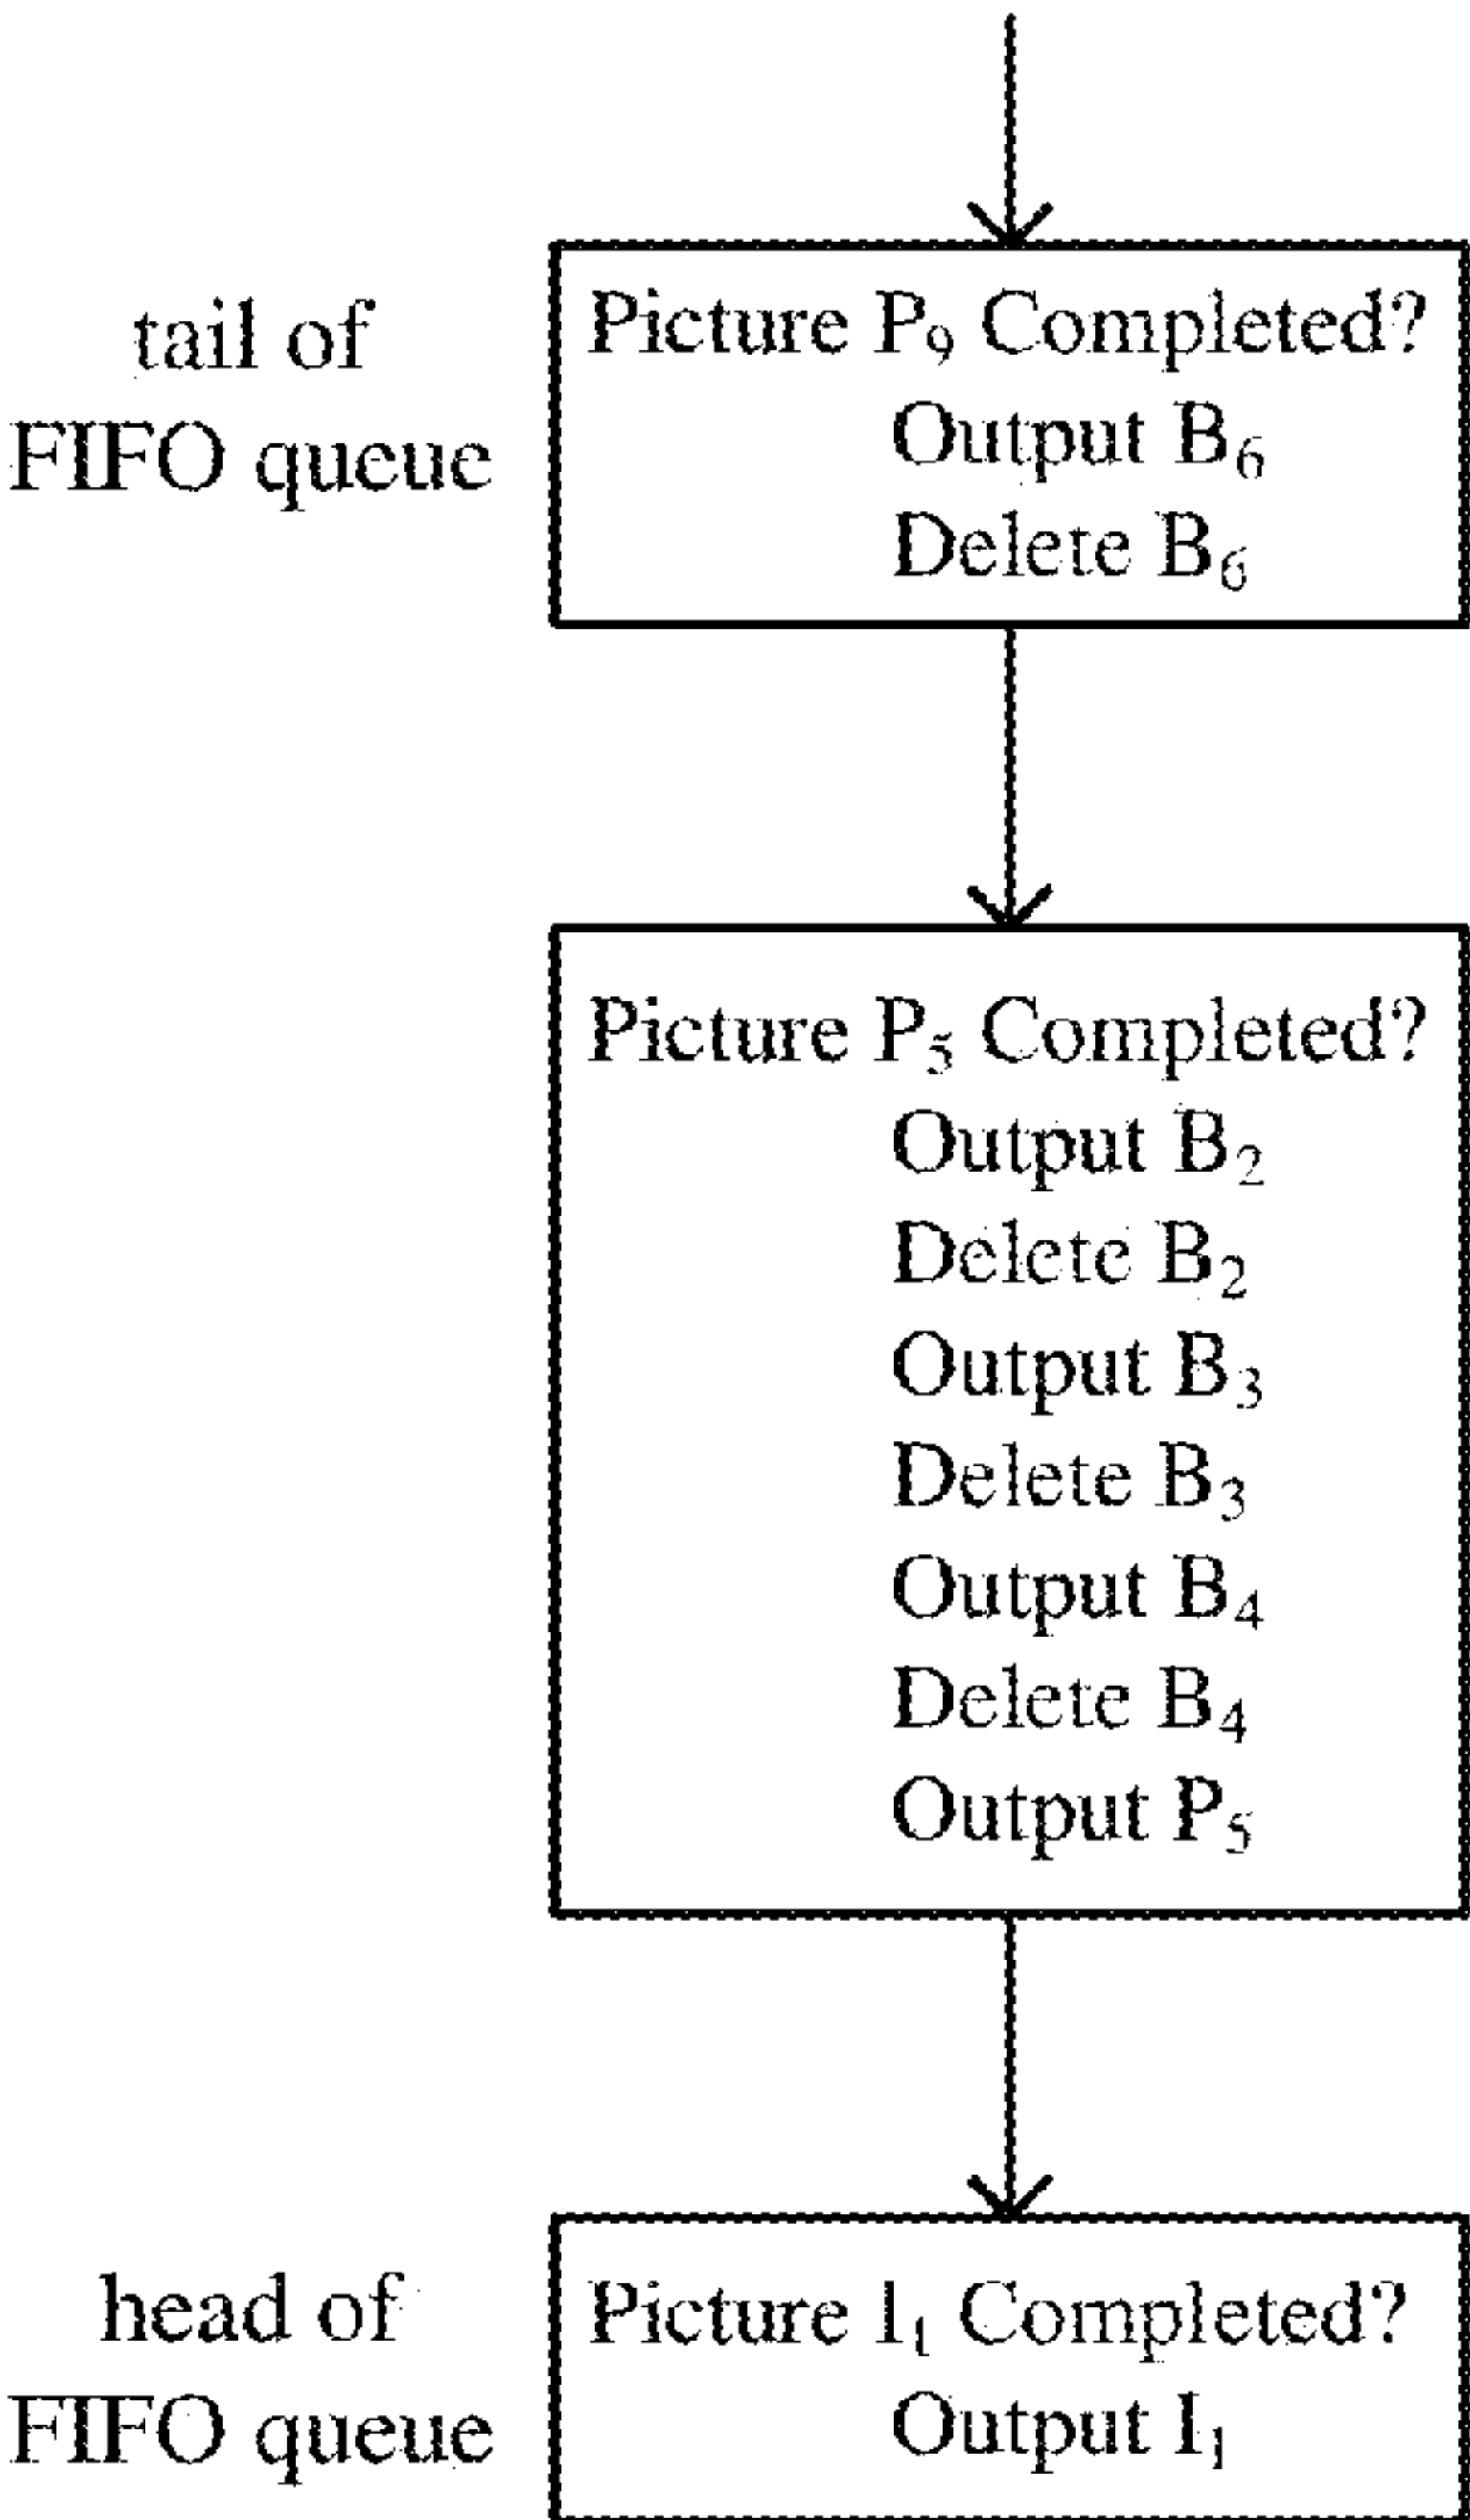 tail of
FIFO queue
Picture P₉ Completed?
Output B₆
Delete B₆
Picture P₅ Completed?
Output B₂
Delete B₂
Output B₃
Delete B₃
Output B₄
Delete B₄
Output P₅
head of
FIFO queue
Picture I₁ Completed?
Output I₁